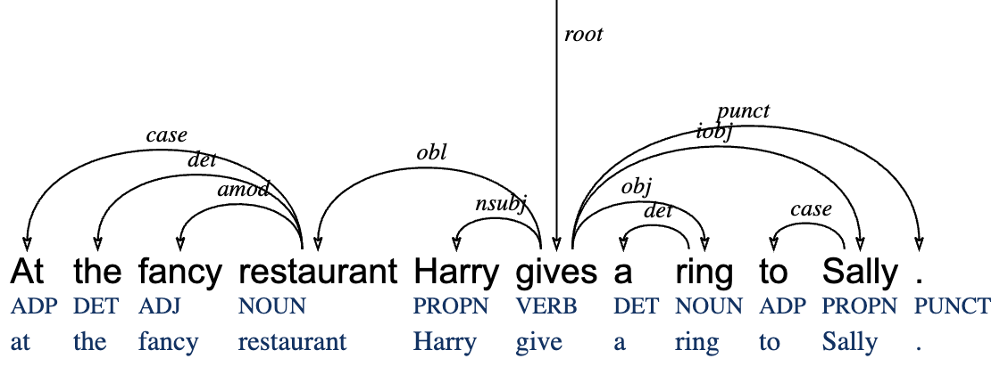 root
punct
case iobj
det obl
amod obj
nsubj det case
At the fancy restaurant Harry gives a ring to Sally .
ADP DET ADJ NOUN PROPN VERB DET NOUN ADP PROPN PUNCT
at the fancy restaurant Harry give a ring to Sally .